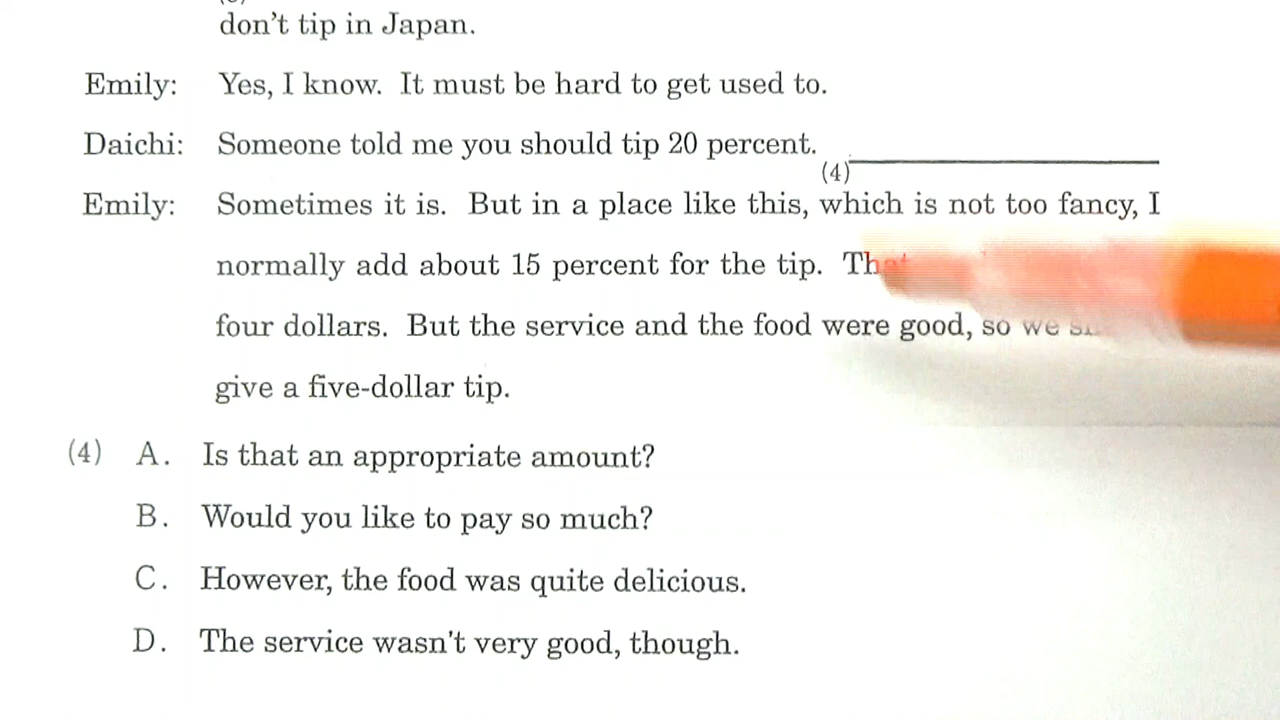 don't tip in Japan.
Emily: Yes, I know. It must be hard to get used to.
Daichi: Someone told me you should tip 20 percent.
(4)
Emily: Sometimes it is. But in a place like this, which is not too fancy, I
normally add about 15 percent for the tip. That
four dollars. But the service and the food were good, so we
give a five-dollar tip.
(4) A. Is that an appropriate amount?
B. Would you like to pay so much?
C. However, the food was quite delicious.
D. The service wasn't very good, though.